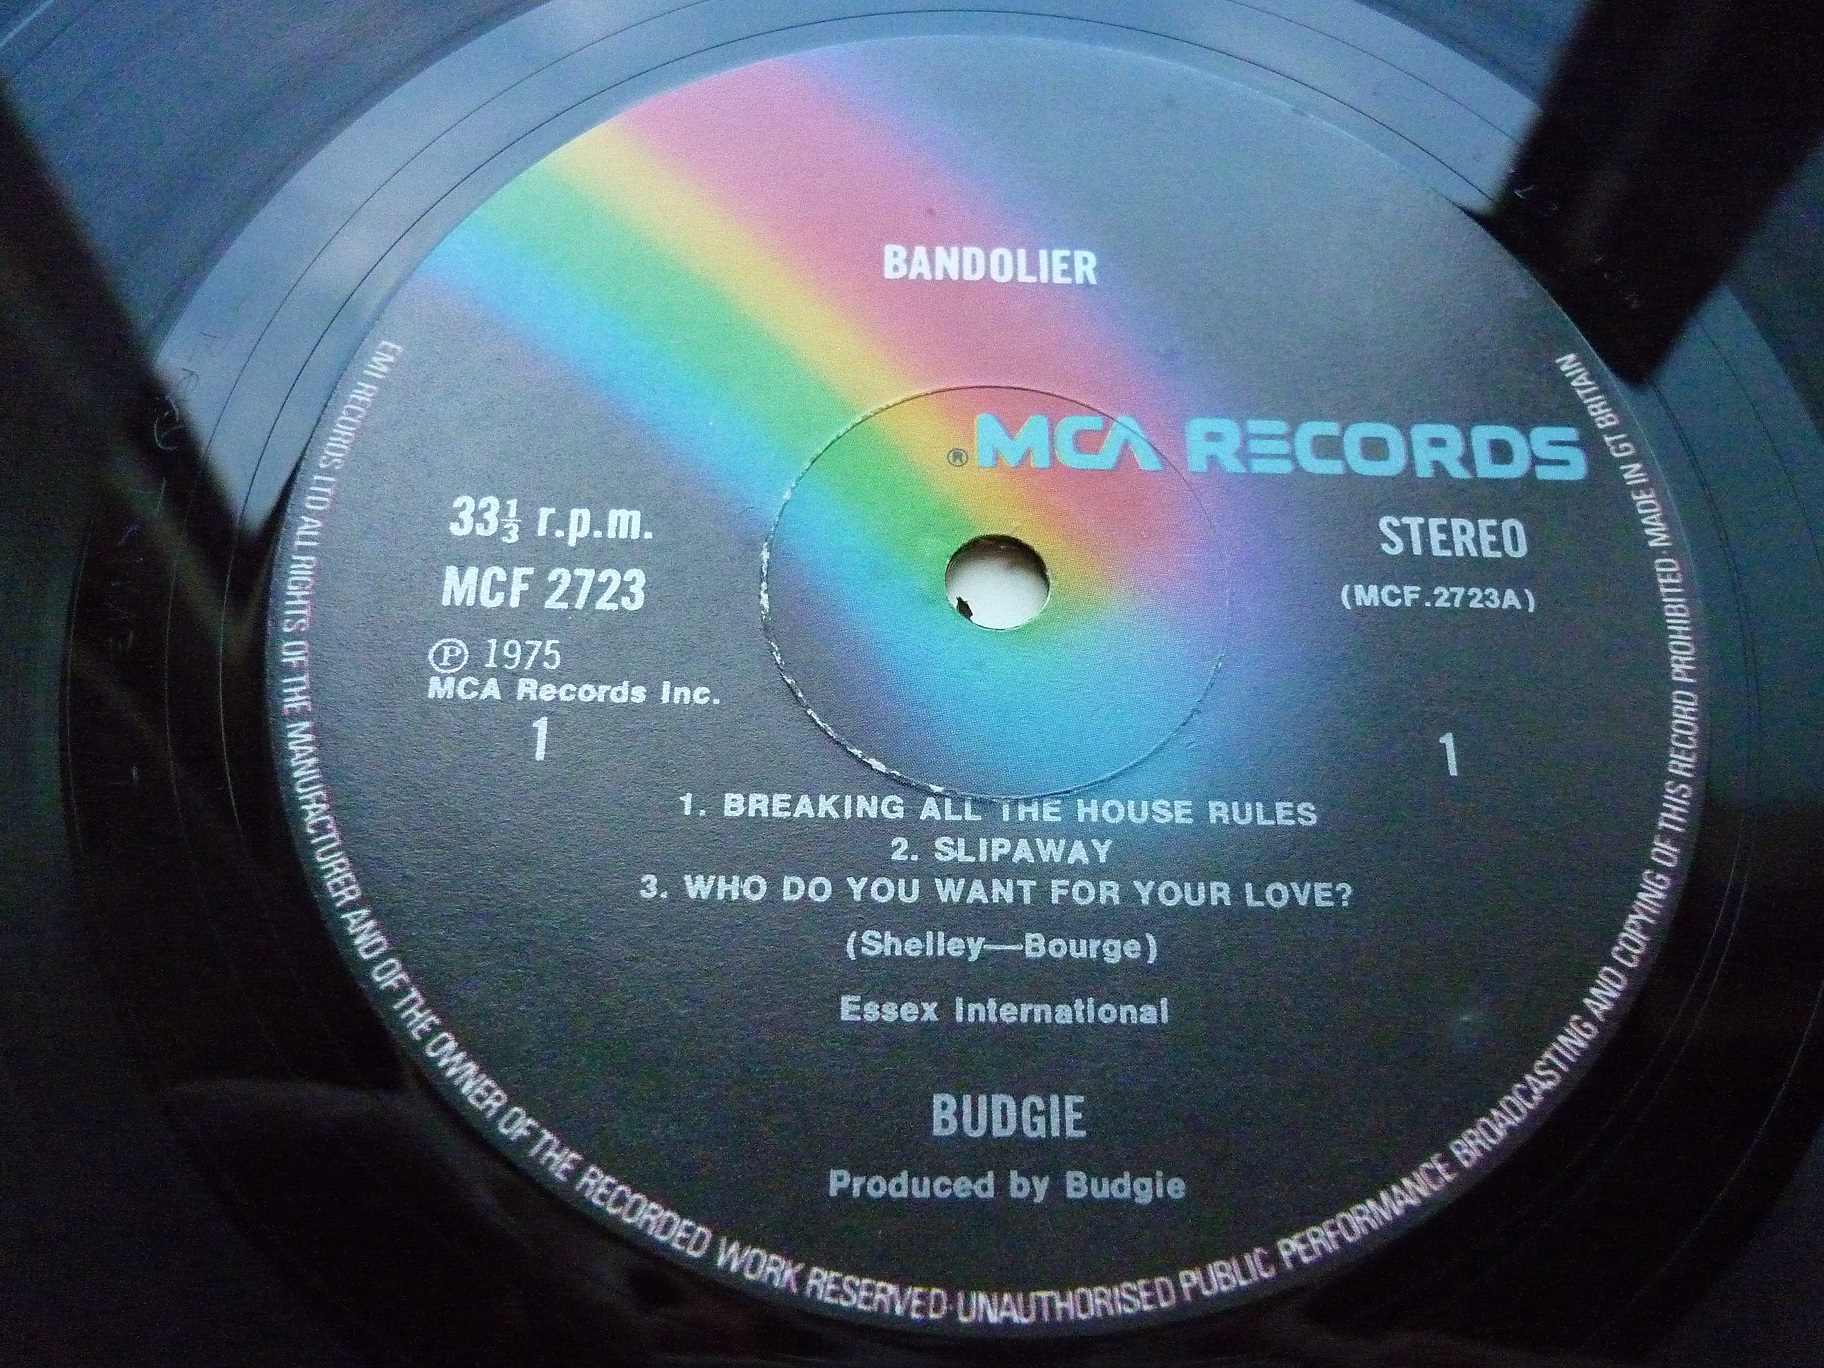 BANDOLIER
® MCA RECORDS
33⅓ r.p.m.
STEREO
MCF 2723
(MCF.2723A)
Ⓟ 1975
MCA Records Inc.
1
1
1. BREAKING ALL THE HOUSE RULES
2. SLIPAWAY
3. WHO DO YOU WANT FOR YOUR LOVE?
(Shelley—Bourge)
Essex International
BUDGIE
Produced by Budgie
EMI RECORDS LTD ALL RIGHTS OF THE MANUFACTURER AND OF THE OWNER OF THE RECORDED WORK RESERVED·UNAUTHORISED PUBLIC PERFORMANCE BROADCASTING AND COPYING OF THIS RECORD PROHIBITED·MADE IN GT BRITAIN